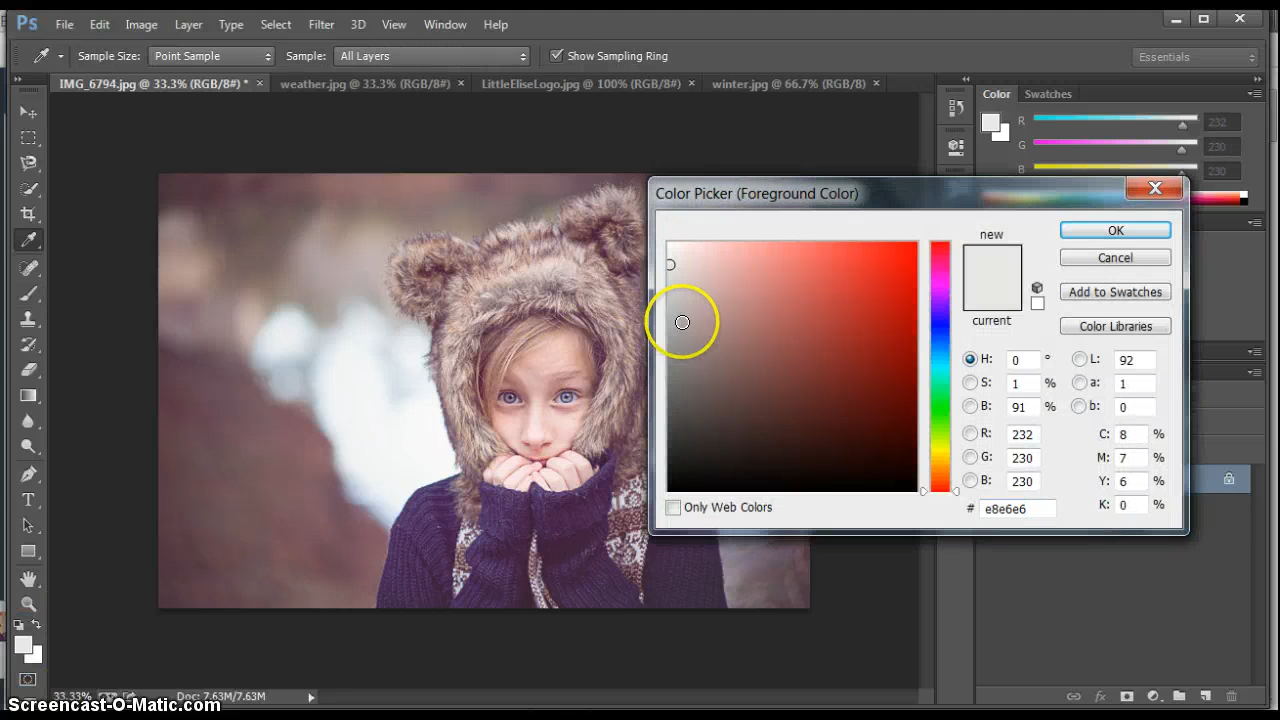 Ps File Edit Image Layer Type Select Filter 3D View Window Help
Sample Size: Point Sample Sample: All Layers Show Sampling Ring Essentials
IMG_6794.jpg @ 33.3% (RGB/8#) * × weather.jpg @ 33.3% (RGB/8#) × LittleEliseLogo.jpg @ 100% (RGB/8#) × winter.jpg @ 66.7% (RGB/8) ×
Color Swatches
R 232
G 230
B 230
Color Picker (Foreground Color)
new
current
OK
Cancel
Add to Swatches
Color Libraries
H: 0 ° L: 92
S: 1 % a: 1
B: 91 % b: 0
R: 232 C: 8 %
G: 230 M: 7 %
B: 230 Y: 6 %
# e8e6e6 K: 0 %
Only Web Colors
33.33% Doc: 7.63M/7.63M
Screencast-O-Matic.com